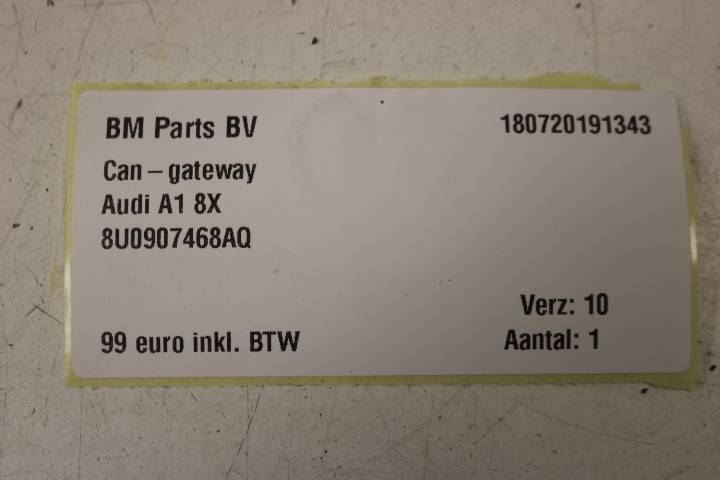 BM Parts BV
180720191343
Can – gateway
Audi A1 8X
8U0907468AQ
Verz: 10
99 euro inkl. BTW
Aantal: 1